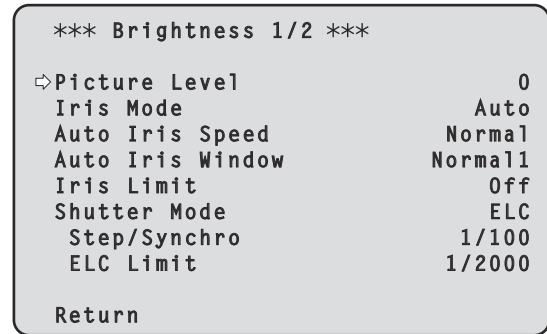 *** Brightness 1/2 ***
⇨Picture Level 0
Iris Mode Auto
Auto Iris Speed Normal
Auto Iris Window Normal1
Iris Limit Off
Shutter Mode ELC
Step/Synchro 1/100
ELC Limit 1/2000
Return